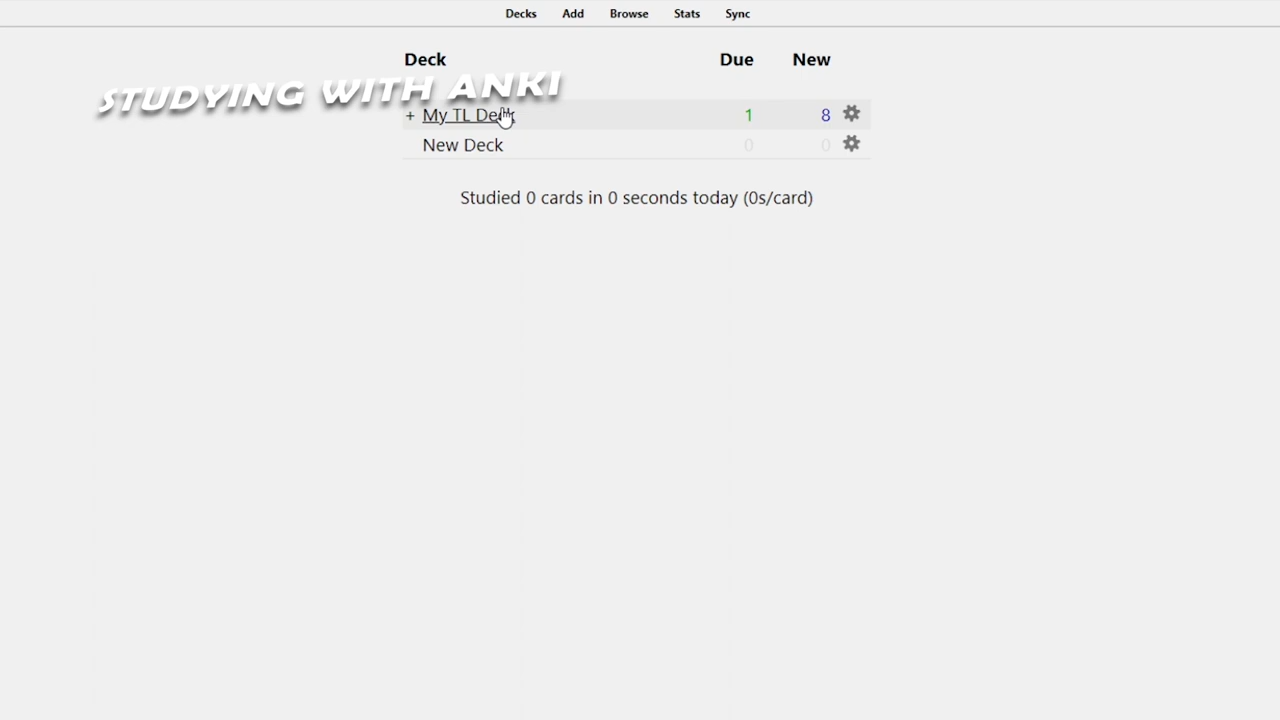 Decks Add Browse Stats Sync
Deck Due New
STUDYING WITH ANKI
+ My TL Deck 1 8
New Deck 0 0
Studied 0 cards in 0 seconds today (0s/card)